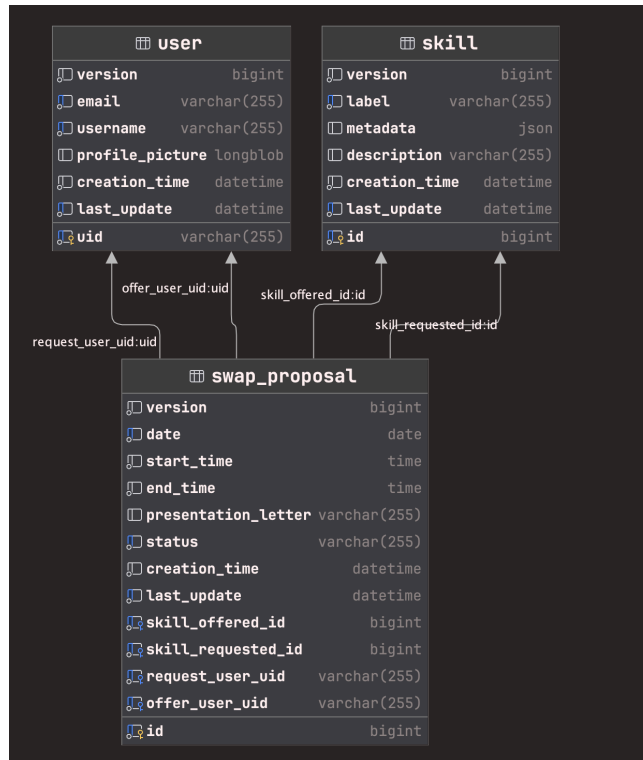 user
version bigint
email varchar(255)
username varchar(255)
profile_picture longblob
creation_time datetime
last_update datetime
uid varchar(255)
skill
version bigint
label varchar(255)
metadata json
description varchar(255)
creation_time datetime
last_update datetime
id bigint
offer_user_uid:uid
skill_offered_id:id
skill_requested_id:id
request_user_uid:uid
swap_proposal
version bigint
date date
start_time time
end_time time
presentation_letter varchar(255)
status varchar(255)
creation_time datetime
last_update datetime
skill_offered_id bigint
skill_requested_id bigint
request_user_uid varchar(255)
offer_user_uid varchar(255)
id bigint